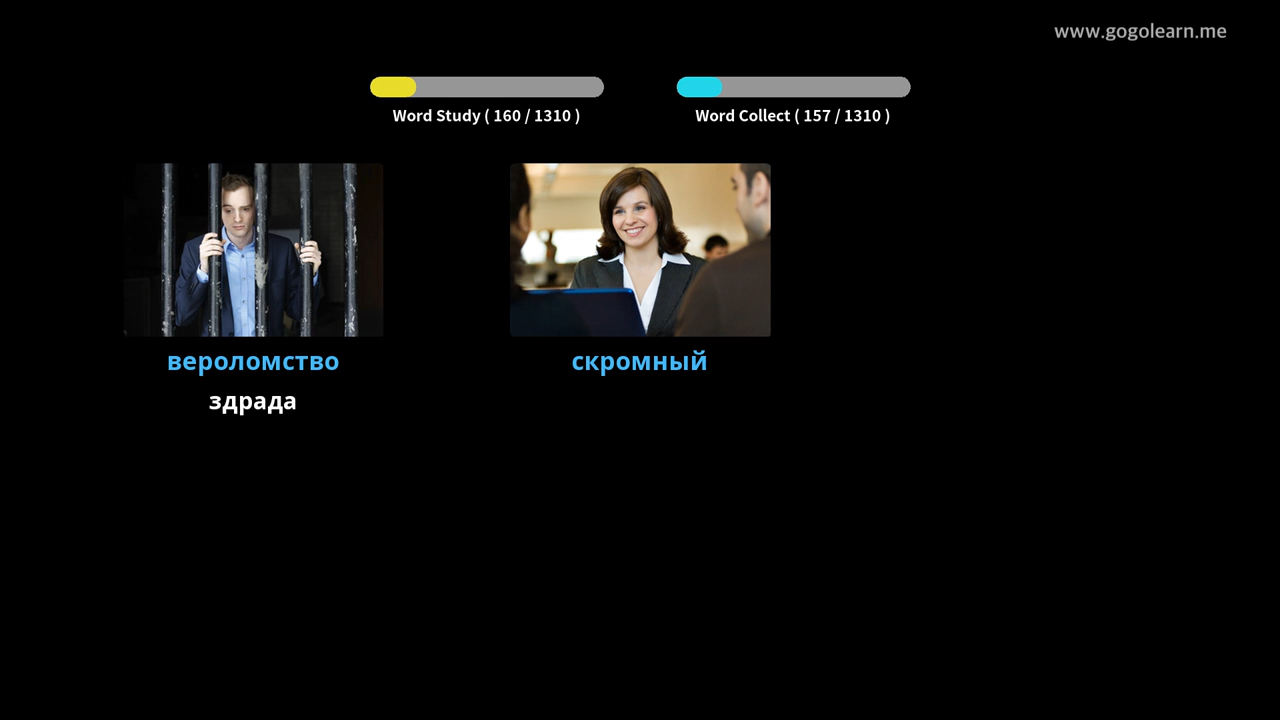 www.gogolearn.me
Word Study ( 160 / 1310 )
Word Collect ( 157 / 1310 )
вероломство
здрада
скромный